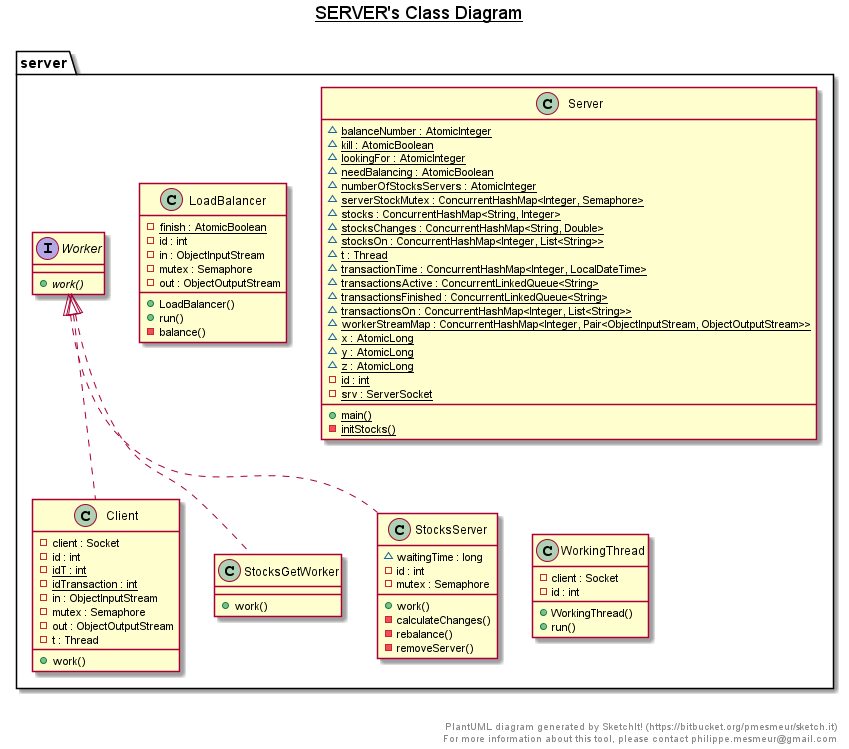 SERVER's Class Diagram
server
C Server
balanceNumber : AtomicInteger
kill : AtomicBoolean
lookingFor : AtomicInteger
needBalancing : AtomicBoolean
numberOfStocksServers : AtomicInteger
serverStockMutex : ConcurrentHashMap<Integer, Semaphore>
stocks : ConcurrentHashMap<String, Integer>
stocksChanges : ConcurrentHashMap<String, Double>
stocksOn : ConcurrentHashMap<Integer, List<String>>
t : Thread
transactionTime : ConcurrentHashMap<Integer, LocalDateTime>
transactionsActive : ConcurrentLinkedQueue<String>
transactionsFinished : ConcurrentLinkedQueue<String>
transactionsOn : ConcurrentHashMap<Integer, List<String>>
workerStreamMap : ConcurrentHashMap<Integer, Pair<ObjectInputStream, ObjectOutputStream>>
x : AtomicLong
y : AtomicLong
z : AtomicLong
id : int
srv : ServerSocket
main()
initStocks()
C LoadBalancer
finish : AtomicBoolean
id : int
in : ObjectInputStream
mutex : Semaphore
out : ObjectOutputStream
LoadBalancer()
run()
balance()
I Worker
work()
C Client
client : Socket
id : int
idT : int
idTransaction : int
in : ObjectInputStream
mutex : Semaphore
out : ObjectOutputStream
t : Thread
work()
C StocksGetWorker
work()
C StocksServer
waitingTime : long
id : int
mutex : Semaphore
work()
calculateChanges()
rebalance()
removeServer()
C WorkingThread
client : Socket
id : int
WorkingThread()
run()
PlantUML diagram generated by SketchIt! (https://bitbucket.org/pmesmeur/sketch.it)
For more information about this tool, please contact philippe.mesmeur@gmail.com